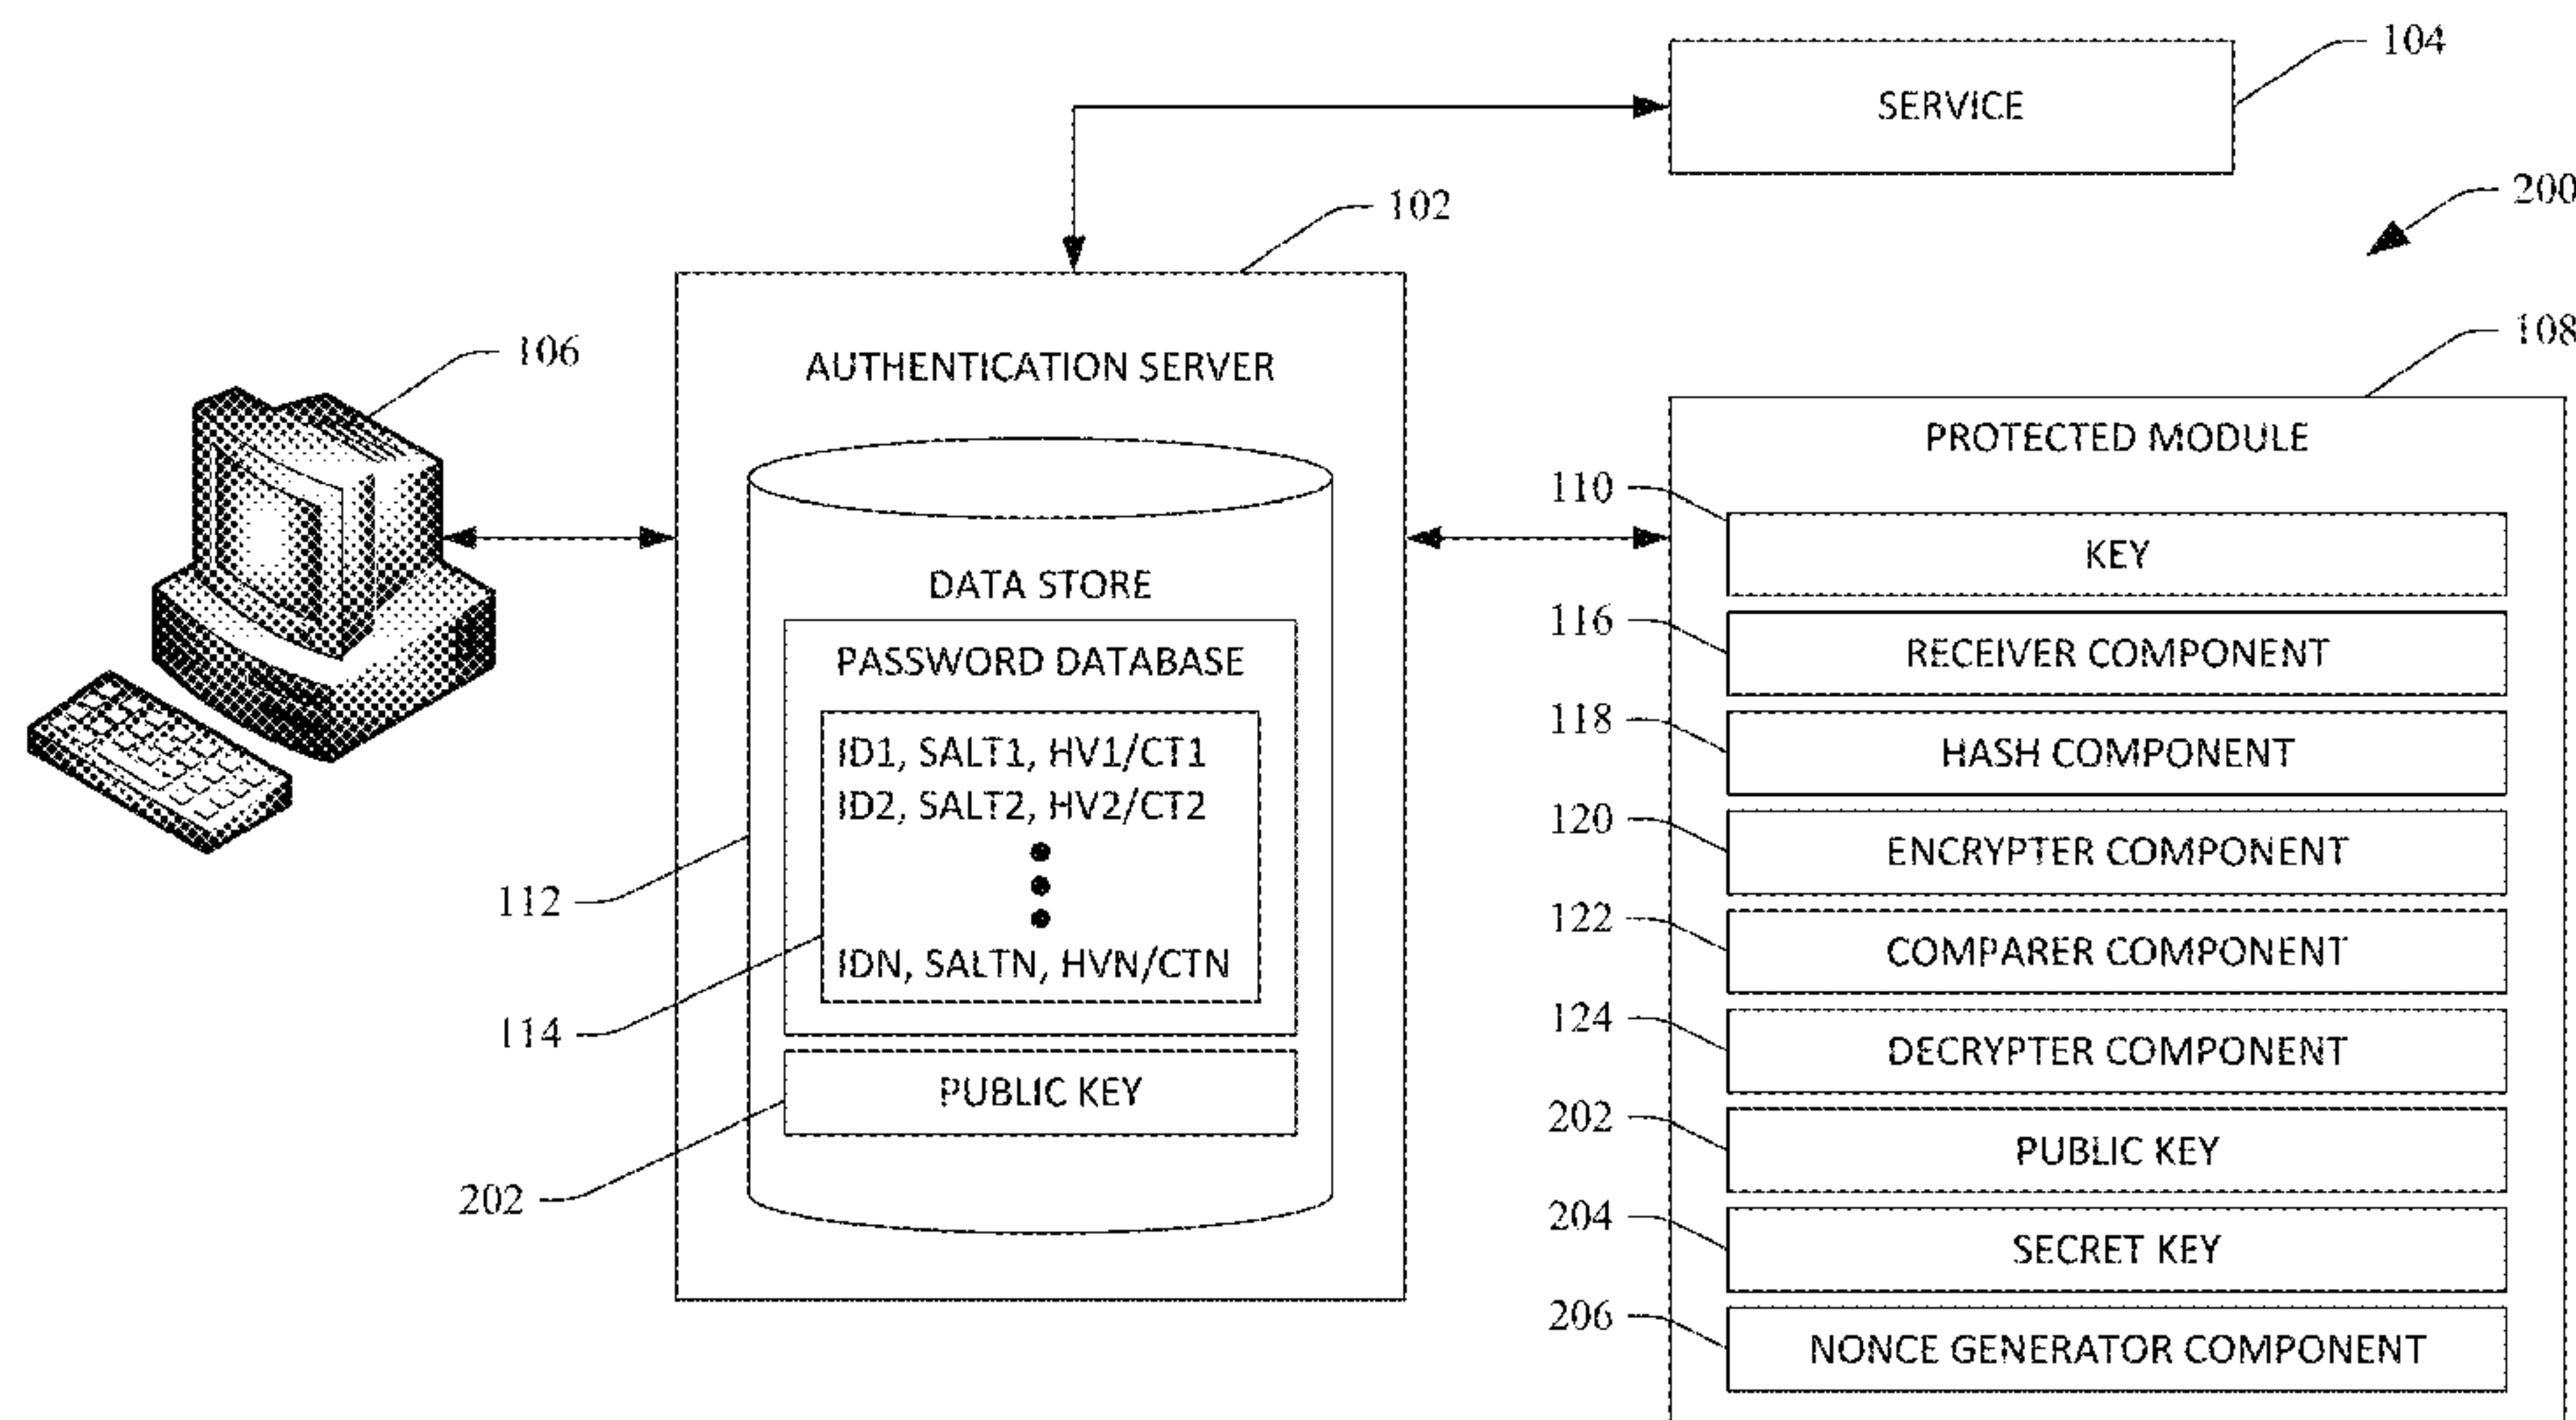 104
SERVICE
200
102
108
106
AUTHENTICATION SERVER
PROTECTED MODULE
110
KEY
DATA STORE
116
RECEIVER COMPONENT
PASSWORD DATABASE
118
HASH COMPONENT
ID1, SALT1, HV1/CT1
ID2, SALT2, HV2/CT2
120
ENCRYPTER COMPONENT
112
122
COMPARER COMPONENT
IDN, SALTN, HVN/CTN
114
124
DECRYPTER COMPONENT
PUBLIC KEY
202
202
PUBLIC KEY
204
SECRET KEY
206
NONCE GENERATOR COMPONENT